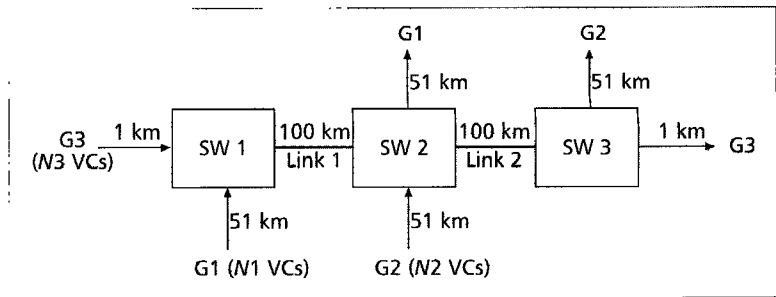 G1
G2
51 km
51 km
G3
(N3 VCs)
1 km
SW 1
100 km
Link 1
SW 2
100 km
Link 2
SW 3
1 km
G3
51 km
51 km
G1 (N1 VCs)
G2 (N2 VCs)